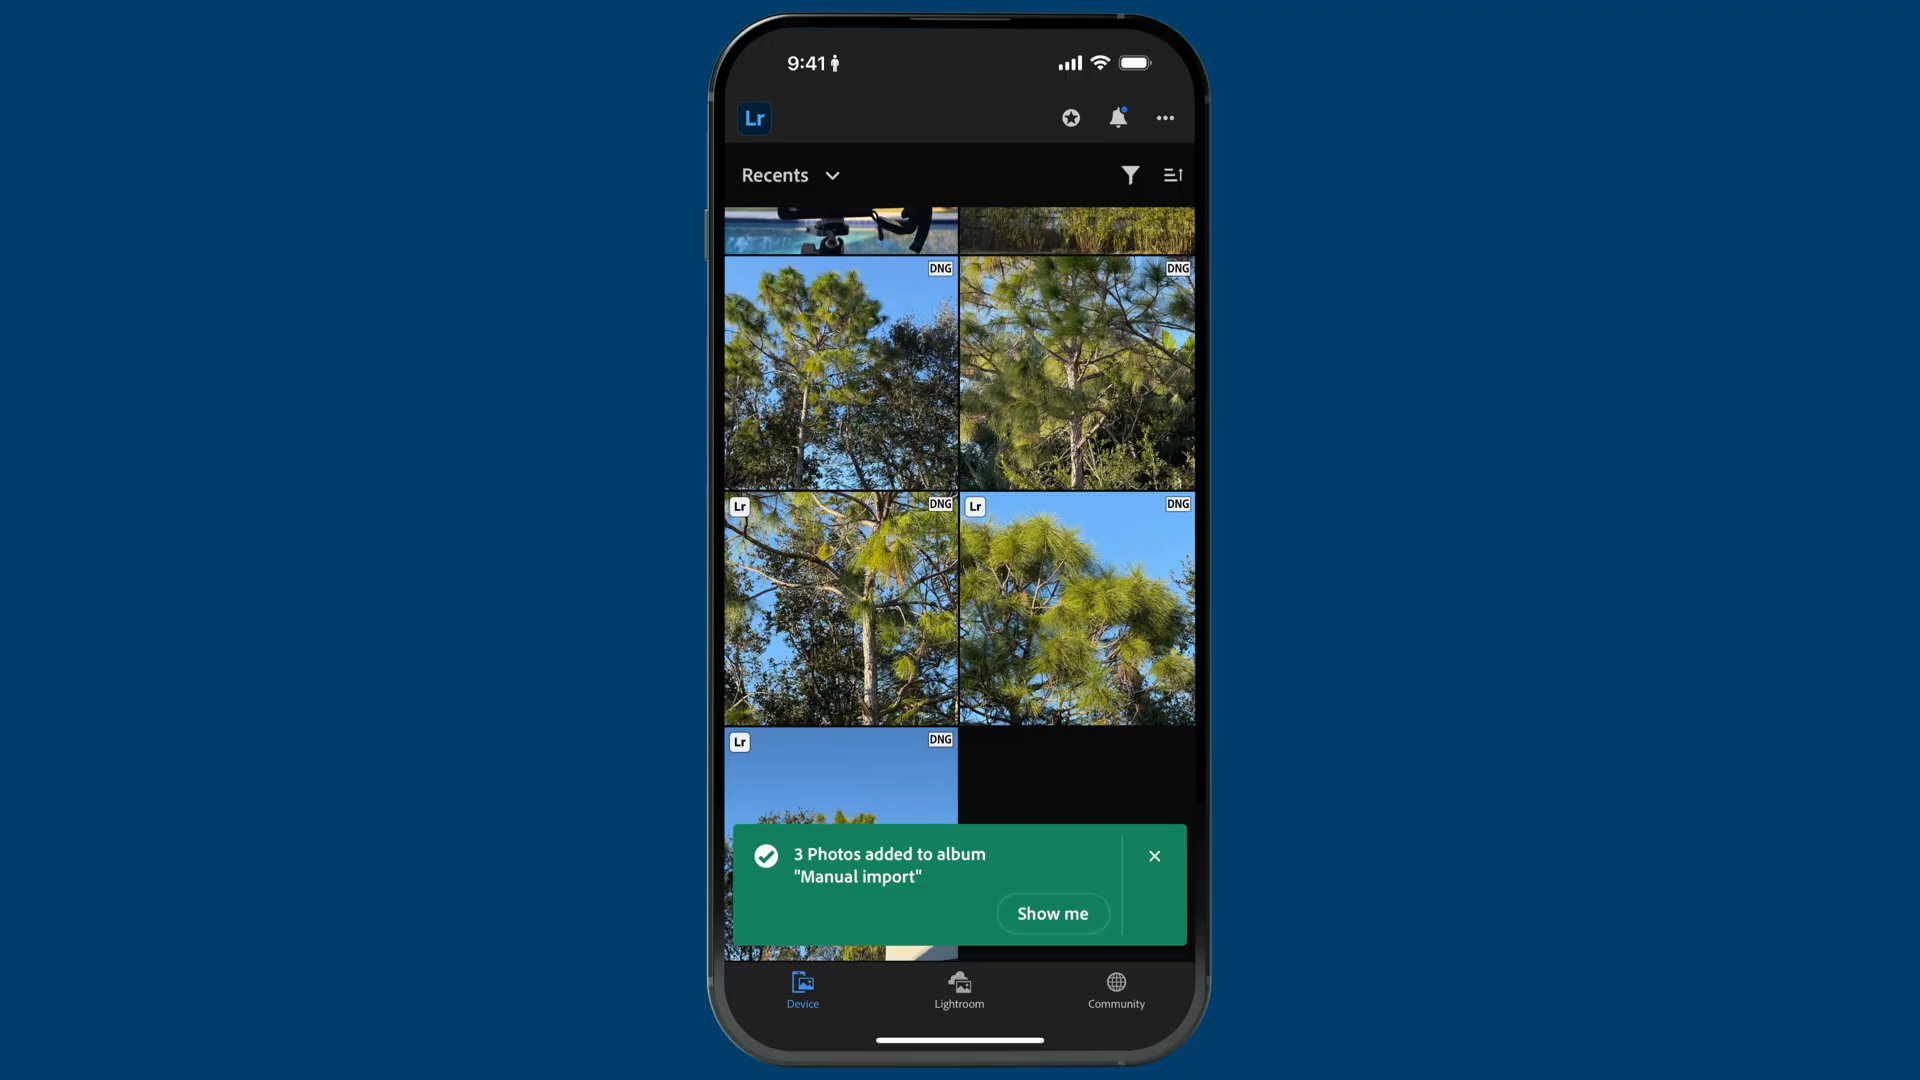 9:41
Lr
Recents
DNG
DNG
Lr
DNG
Lr
DNG
Lr
DNG
3 Photos added to album
"Manual import"
Show me
Device
Lightroom
Community